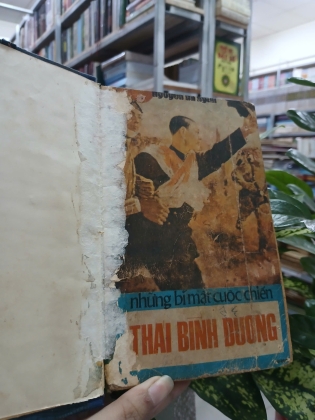 những bí mật cuộc chiến
THÁI BÌNH DƯƠNG